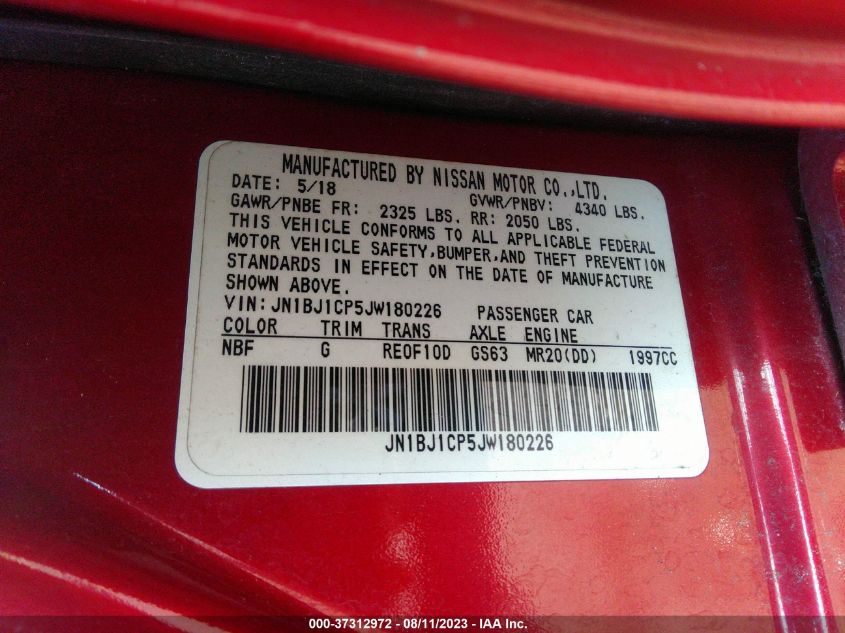 MANUFACTURED BY NISSAN MOTOR CO.,LTD.
DATE: 5/18 GVWR/PNBV: 4340 LBS.
GAWR/PNBE FR: 2325 LBS. RR: 2050 LBS.
THIS VEHICLE CONFORMS TO ALL APPLICABLE FEDERAL
MOTOR VEHICLE SAFETY,BUMPER,AND THEFT PREVENTION
STANDARDS IN EFFECT ON THE DATE OF MANUFACTURE
SHOWN ABOVE.
VIN:JN1BJ1CP5JW180226 PASSENGER CAR
COLOR TRIM TRANS AXLE ENGINE
NBF G RE0F10D GS63 MR20(DD) 1997CC
JN1BJ1CP5JW180226
000-37312972 - 08/11/2023 - IAA Inc.